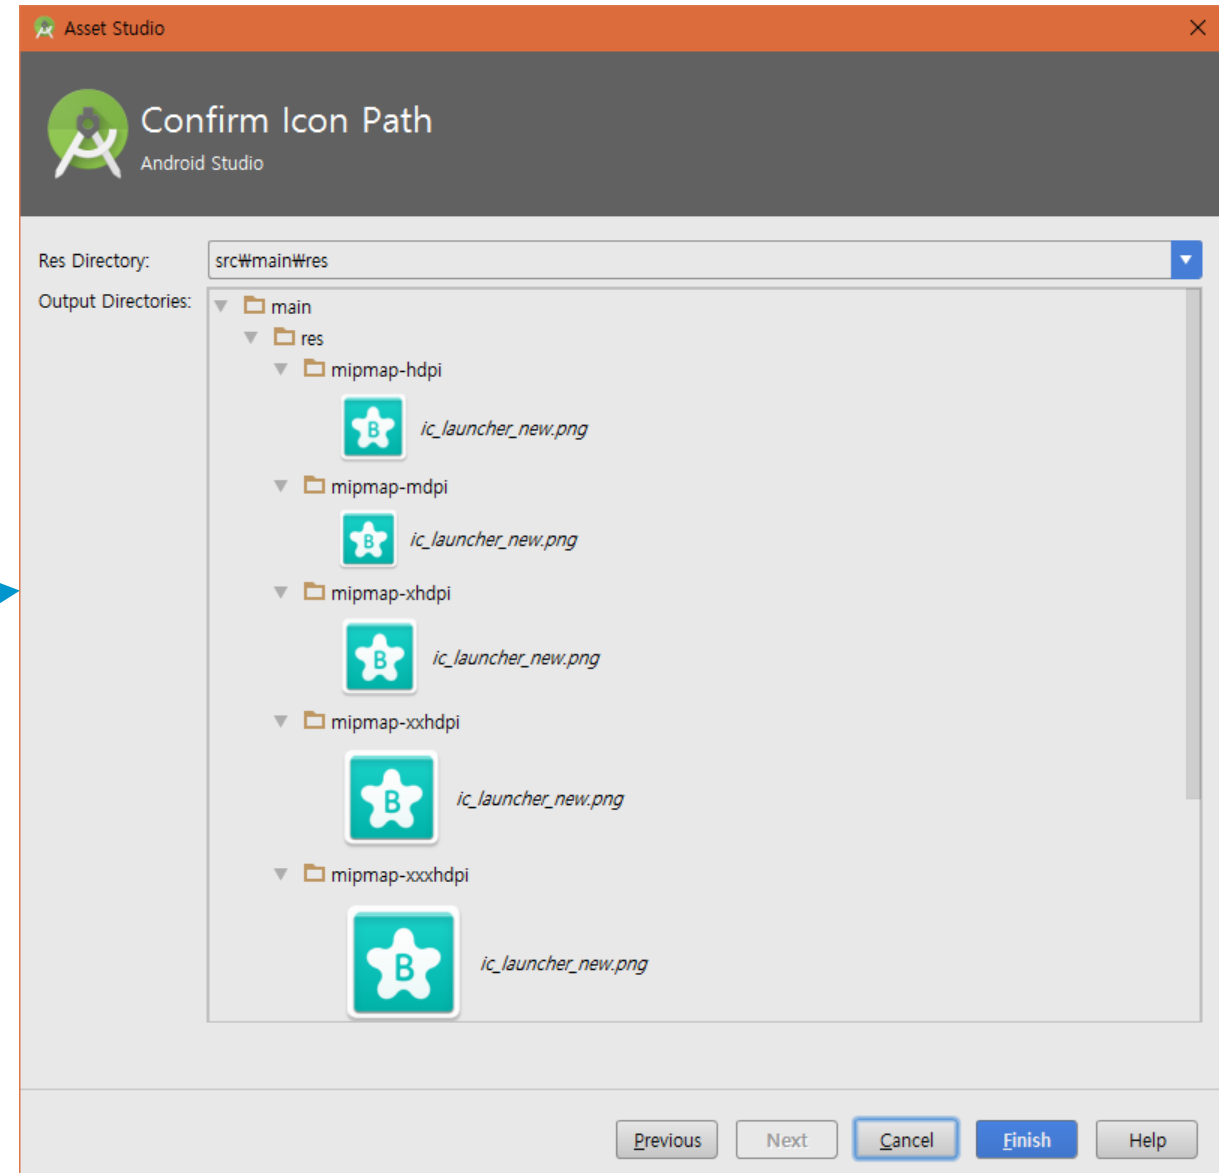 Asset Studio
Confirm Icon Path
Android Studio
Res Directory: src₩main₩res
Output Directories:
main
res
mipmap-hdpi
B ic_launcher_new.png
mipmap-mdpi
B ic_launcher_new.png
mipmap-xhdpi
B ic_launcher_new.png
mipmap-xxhdpi
B ic_launcher_new.png
mipmap-xxxhdpi
B ic_launcher_new.png
Previous Next Cancel Finish Help